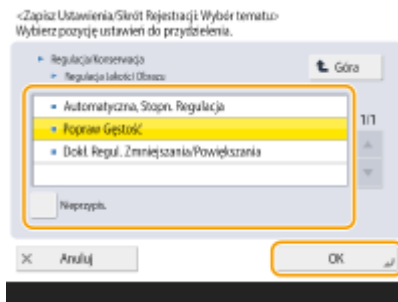 <Zapisz Ustawienia/Skrót Rejestracji: Wybór tematu>
Wybierz pozycję ustawień do przydzielenia.
Regulacja/Konserwacja
Góra
Regulacja Jakości Obrazu
Automatyczna, Stopn. Regulacja
1/1
Popraw Gęstość
Dokł. Regul. Zmniejszania/Powiększania
Nieprzypis.
Anuluj
OK